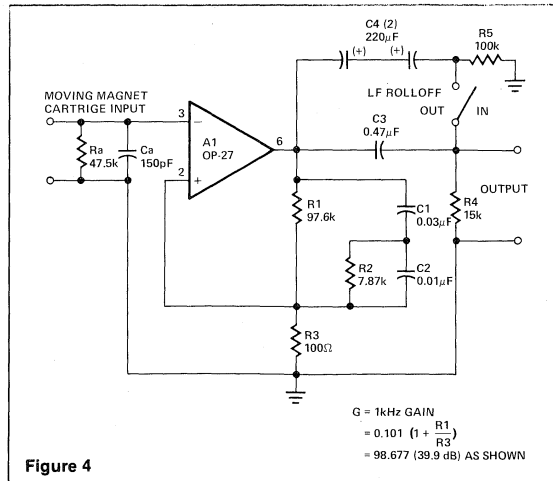 C4 (2)
220µF
(+) (+)
R5
100k
MOVING MAGNET
CARTRIGE INPUT
LF ROLLOFF
OUT IN
3 −
A1
OP-27
6
2 +
Ra
47.5k
Ca
150pF
C3
0.47µF
OUTPUT
R1
97.6k
C1
0.03µF
R4
15k
R2
7.87k
C2
0.01µF
R3
100Ω
G = 1kHz GAIN
= 0.101 (1 + R1/R3)
= 98.677 (39.9 dB) AS SHOWN
Figure 4